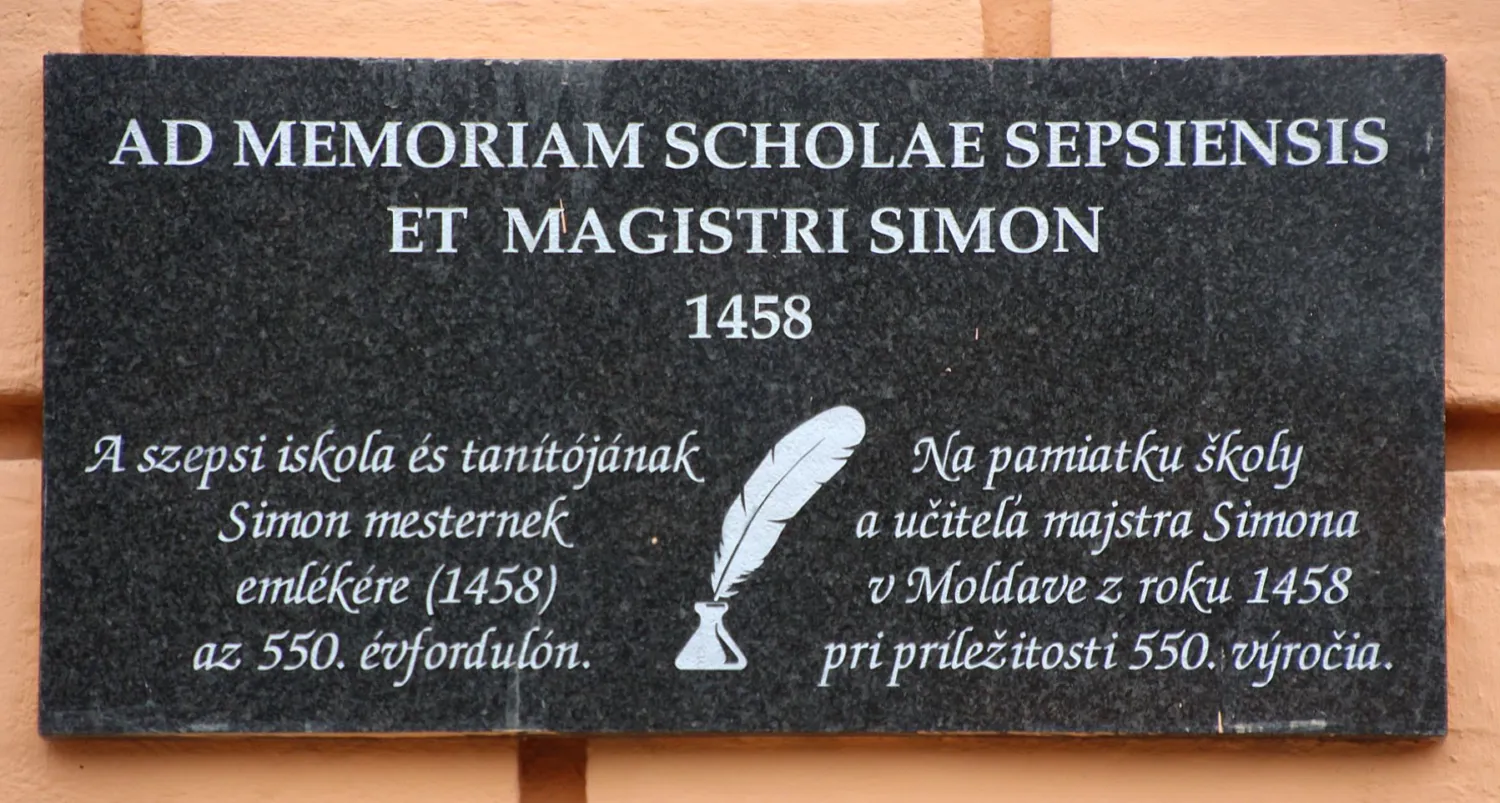 AD MEMORIAM SCHOLAE SEPSIENSIS
ET MAGISTRI SIMON
1458
A szepsi iskola és tanítójának
Simon mesternek
emlékére (1458)
az 550. évfordulón.
Na pamiatku školy
a učiteľa majstra Simona
v Moldave z roku 1458
pri príležitosti 550. výročia.